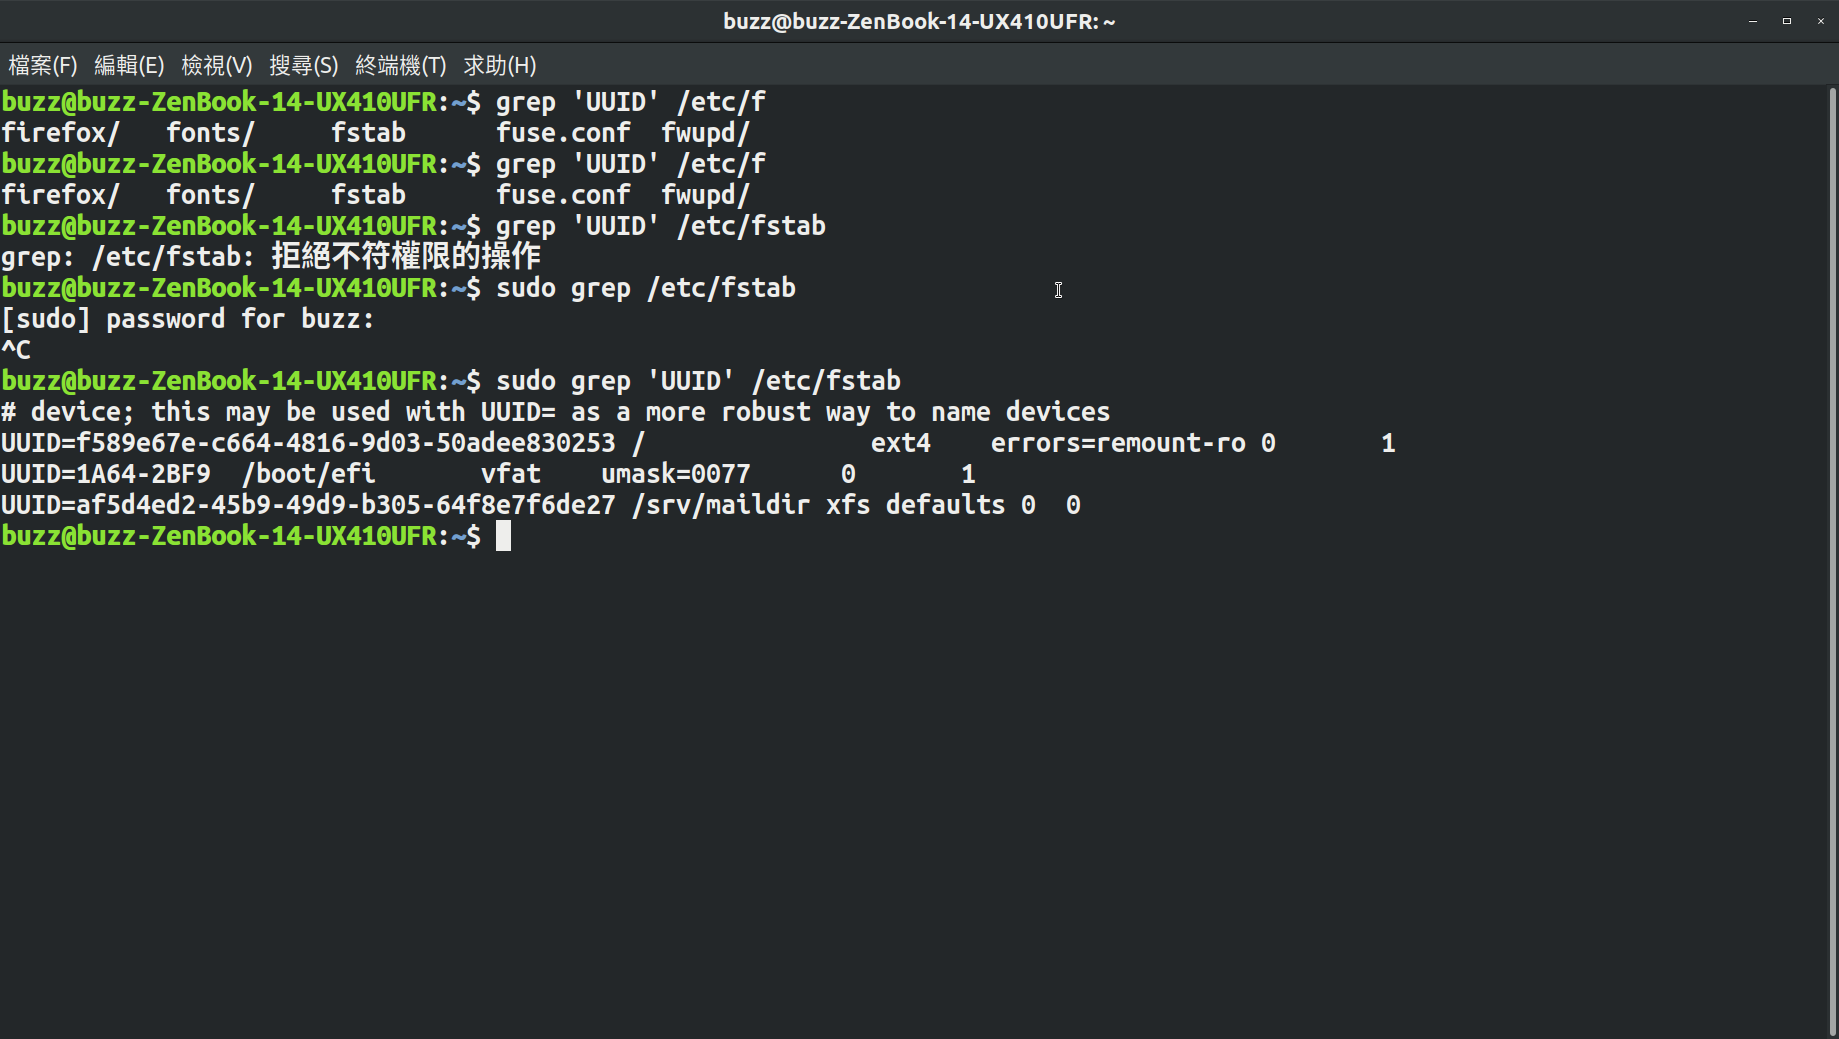 buzz@buzz-ZenBook-14-UX410UFR: ~
檔案(F) 編輯(E) 檢視(V) 搜尋(S) 終端機(T) 求助(H)
buzz@buzz-ZenBook-14-UX410UFR:~$ grep 'UUID' /etc/f
firefox/   fonts/     fstab      fuse.conf  fwupd/
buzz@buzz-ZenBook-14-UX410UFR:~$ grep 'UUID' /etc/f
firefox/   fonts/     fstab      fuse.conf  fwupd/
buzz@buzz-ZenBook-14-UX410UFR:~$ grep 'UUID' /etc/fstab
grep: /etc/fstab: 拒絕不符權限的操作
buzz@buzz-ZenBook-14-UX410UFR:~$ sudo grep /etc/fstab
[sudo] password for buzz:
^C
buzz@buzz-ZenBook-14-UX410UFR:~$ sudo grep 'UUID' /etc/fstab
# device; this may be used with UUID= as a more robust way to name devices
UUID=f589e67e-c664-4816-9d03-50adee830253 /               ext4    errors=remount-ro 0       1
UUID=1A64-2BF9  /boot/efi       vfat    umask=0077      0       1
UUID=af5d4ed2-45b9-49d9-b305-64f8e7f6de27 /srv/maildir xfs defaults 0  0
buzz@buzz-ZenBook-14-UX410UFR:~$